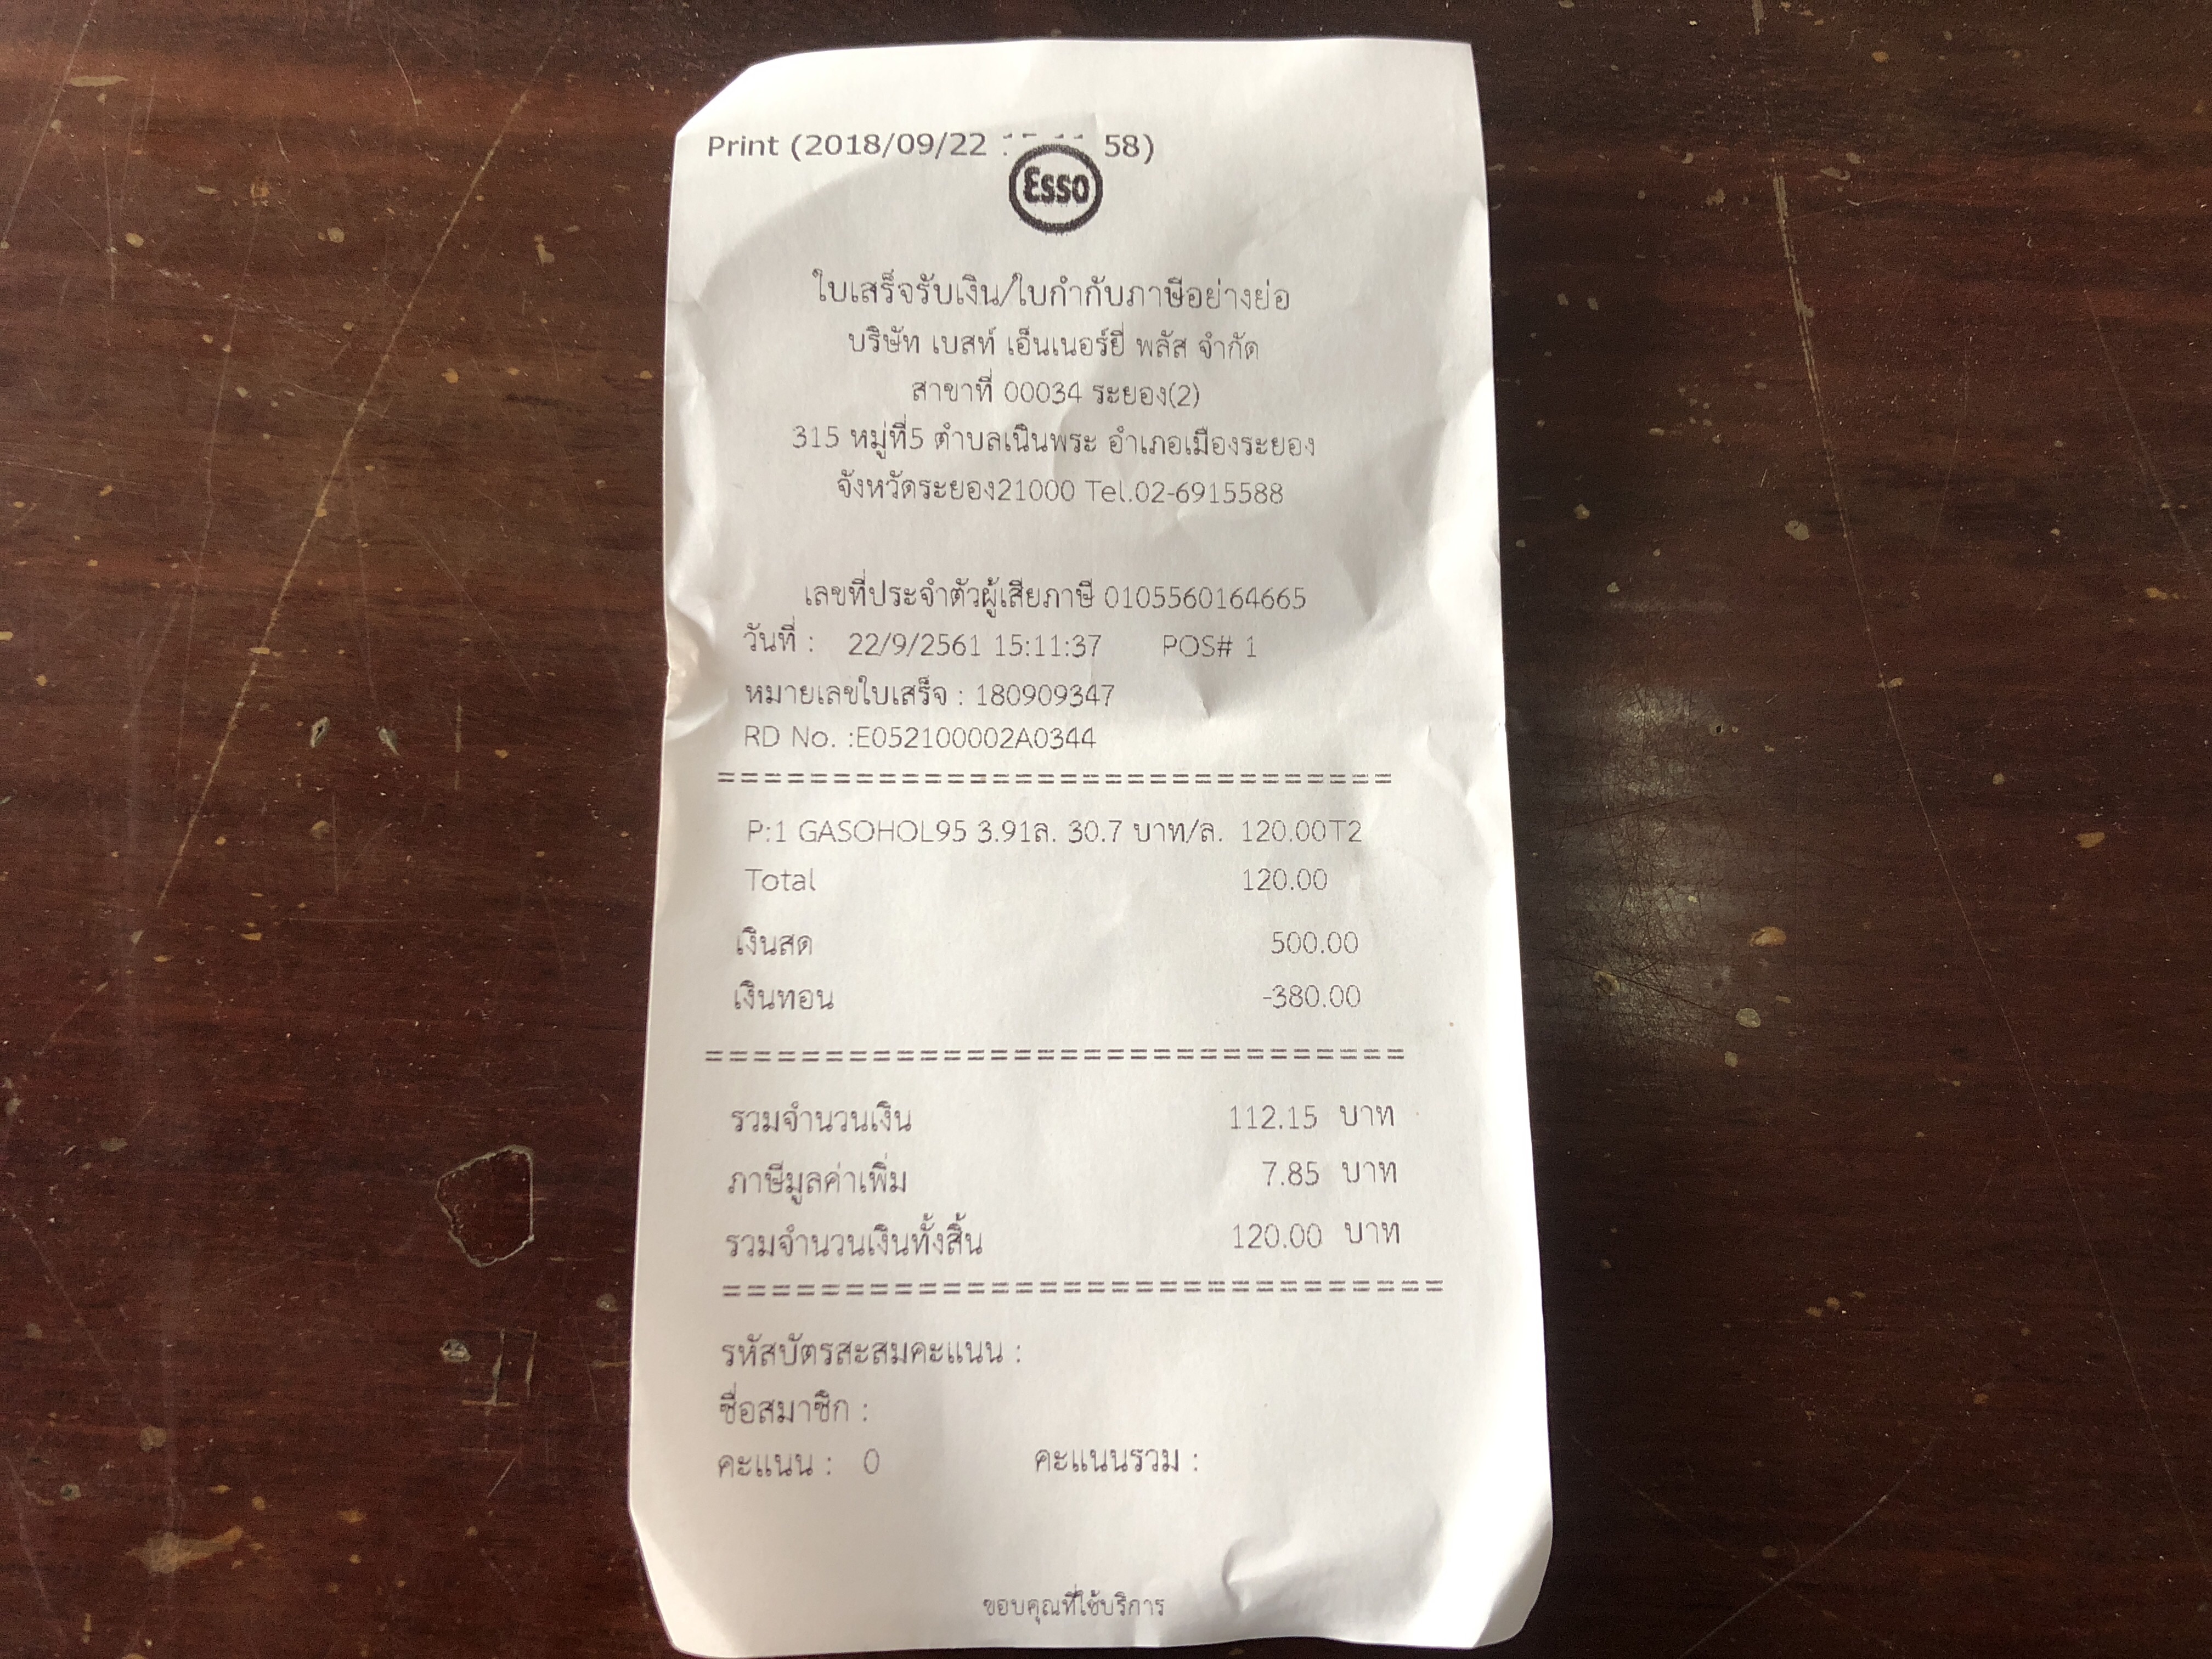 Print (2018/09/22 58)
Esso
ใบเสร็จรับเงิน/ใบกำกับภาษีอย่างย่อ
บริษัท เบสท์ เอ็นเนอร์ยี่ พลัส จำกัด
สาขาที่ 00034 ระยอง(2)
315 หมู่ที่5 ตำบลเนินพระ อำเภอเมืองระยอง
จังหวัดระยอง21000 Tel.02-6915588
เลขที่ประจำตัวผู้เสียภาษี 0105560164665
วันที่ : 22/9/2561 15:11:37 POS# 1
หมายเลขใบเสร็จ : 180909347
RD No. :E052100002A0344
==============================
P:1 GASOHOL95 3.91ล. 30.7 บาท/ล. 120.00T2
Total 120.00
เงินสด 500.00
เงินทอน -380.00
==============================
รวมจำนวนเงิน 112.15 บาท
ภาษีมูลค่าเพิ่ม 7.85 บาท
รวมจำนวนเงินทั้งสิ้น 120.00 บาท
==============================
รหัสบัตรสะสมคะแนน :
ชื่อสมาชิก :
คะแนน : 0 คะแนนรวม :
ขอบคุณที่ใช้บริการ